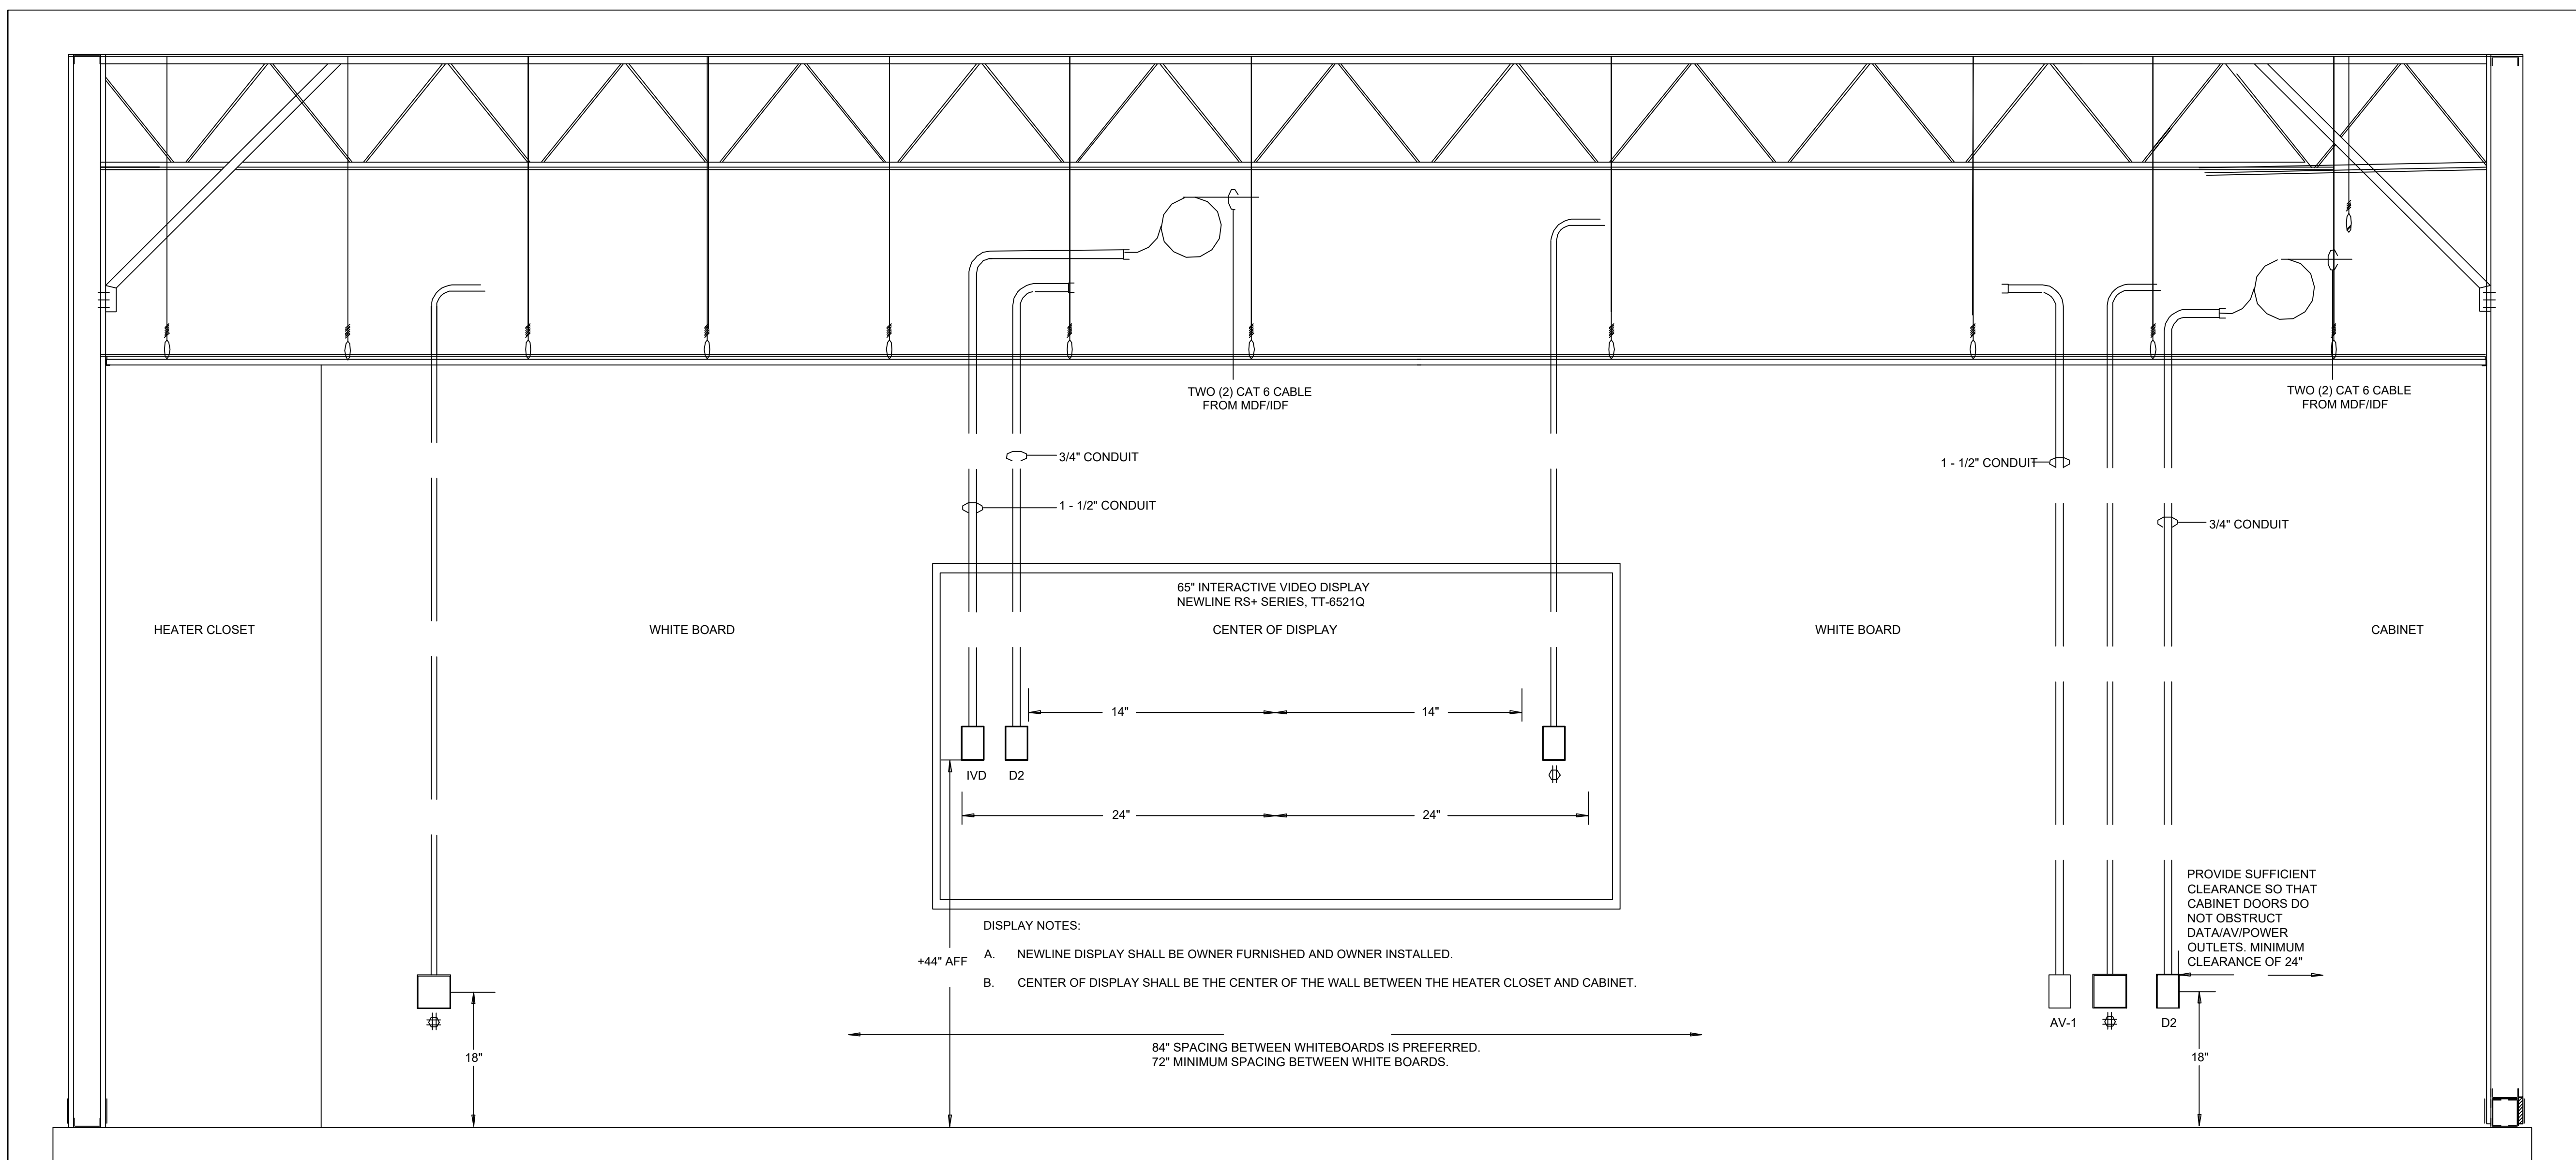 TWO (2) CAT 6 CABLE
FROM MDF/IDF
TWO (2) CAT 6 CABLE
FROM MDF/IDF
3/4" CONDUIT
1 - 1/2" CONDUIT
1 - 1/2" CONDUIT
3/4" CONDUIT
65" INTERACTIVE VIDEO DISPLAY
NEWLINE RS+ SERIES, TT-6521Q
HEATER CLOSET
WHITE BOARD
CENTER OF DISPLAY
WHITE BOARD
CABINET
14"
14"
IVD
D2
24"
24"
PROVIDE SUFFICIENT
CLEARANCE SO THAT
CABINET DOORS DO
NOT OBSTRUCT
DATA/AV/POWER
OUTLETS. MINIMUM
CLEARANCE OF 24"
DISPLAY NOTES:
+44" AFF
A. NEWLINE DISPLAY SHALL BE OWNER FURNISHED AND OWNER INSTALLED.
B. CENTER OF DISPLAY SHALL BE THE CENTER OF THE WALL BETWEEN THE HEATER CLOSET AND CABINET.
AV-1
D2
18"
84" SPACING BETWEEN WHITEBOARDS IS PREFERRED.
72" MINIMUM SPACING BETWEEN WHITE BOARDS.
18"